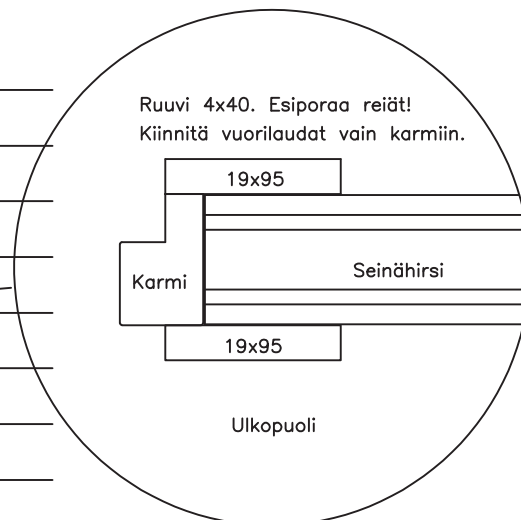 Ruuvi 4x40. Esiporaa reiät!
Kiinnitä vuorilaudat vain karmiin.
19x95
Seinähirsi
Karmi
19x95
Ulkopuoli